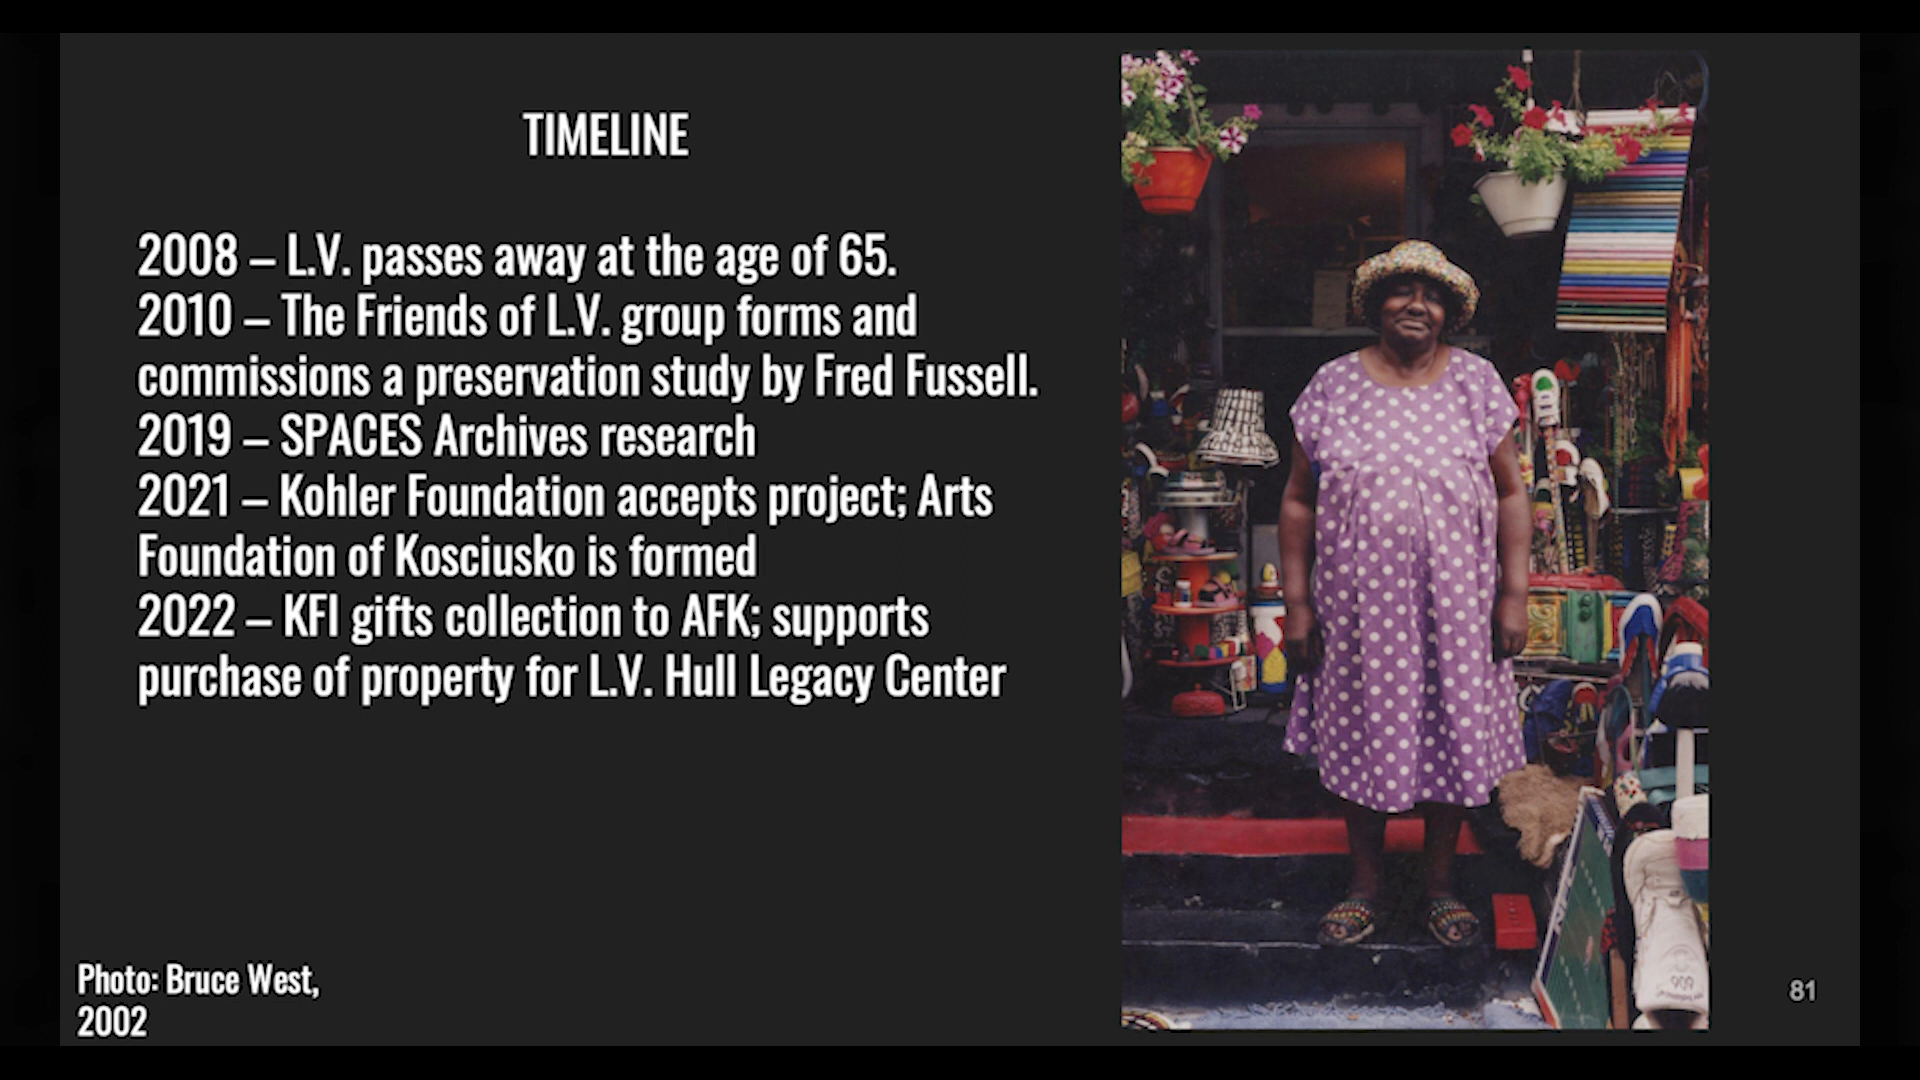 TIMELINE
2008 – L.V. passes away at the age of 65.
2010 – The Friends of L.V. group forms and
commissions a preservation study by Fred Fussell.
2019 – SPACES Archives research
2021 – Kohler Foundation accepts project; Arts
Foundation of Kosciusko is formed
2022 – KFI gifts collection to AFK; supports
purchase of property for L.V. Hull Legacy Center
Photo: Bruce West,
2002
81